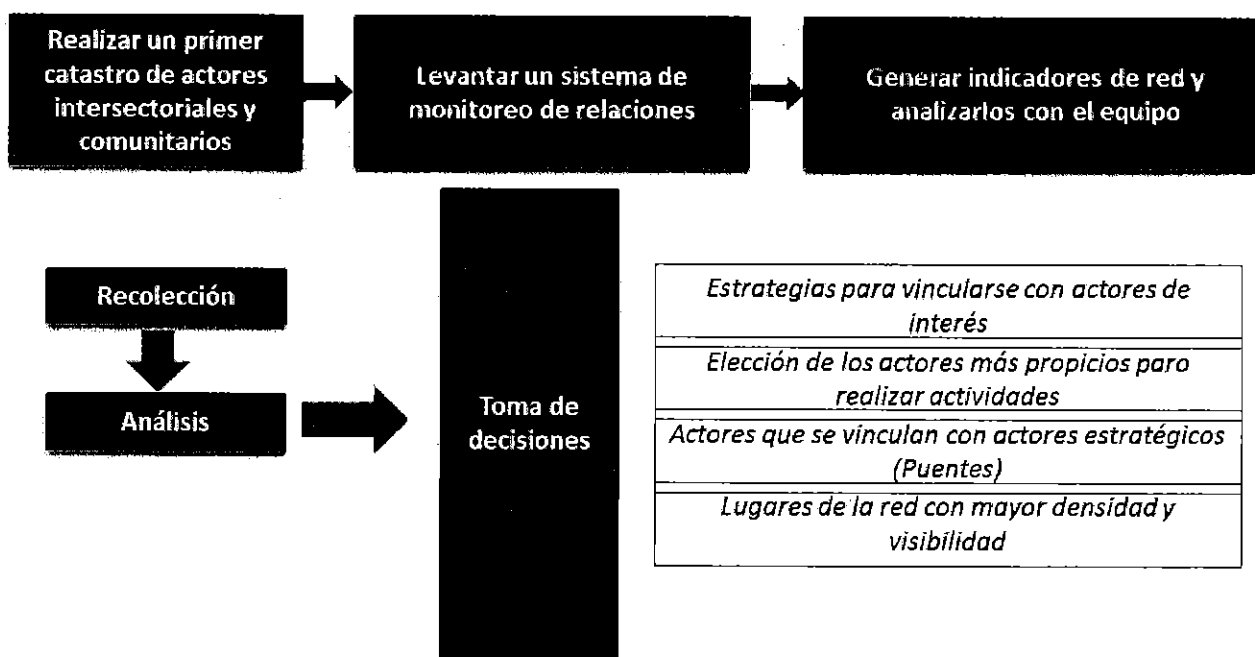 Realizar un primer
catastro de actores
intersectoriales y
comunitarios
Levantar un sistema de
monitoreo de relaciones
Generar indicadores de red y
analizarlos con el equipo
Recolección
Análisis
Toma de
decisiones
Estrategias para vincularse con actores de
interés
Elección de los actores más propicios para
realizar actividades
Actores que se vinculan con actores estratégicos
(Puentes)
Lugares de la red con mayor densidad y
visibilidad